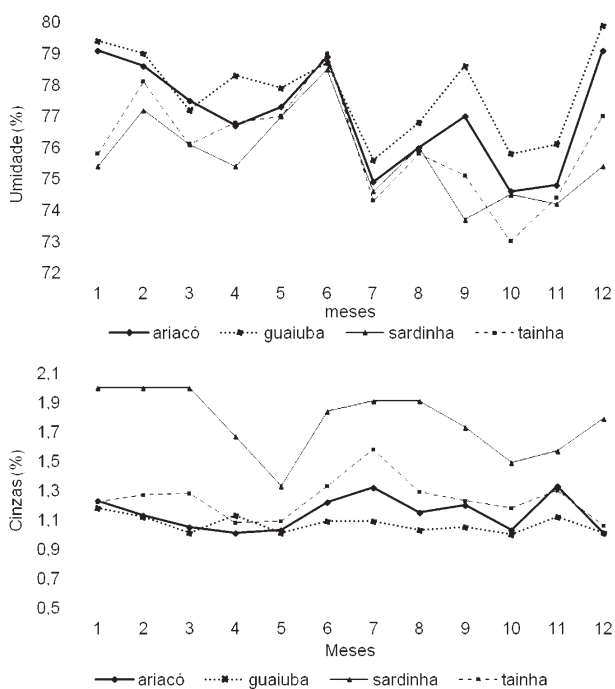 80
79
78
77
76
75
74
73
72
Umidade (%)
1 2 3 4 5 6 7 8 9 10 11 12
meses
ariacó guaiuba sardinha tainha
2,1
1,9
1,7
1,5
1,3
1,1
0,9
0,7
0,5
Cinzas (%)
1 2 3 4 5 6 7 8 9 10 11 12
Meses
ariacó guaiuba sardinha tainha